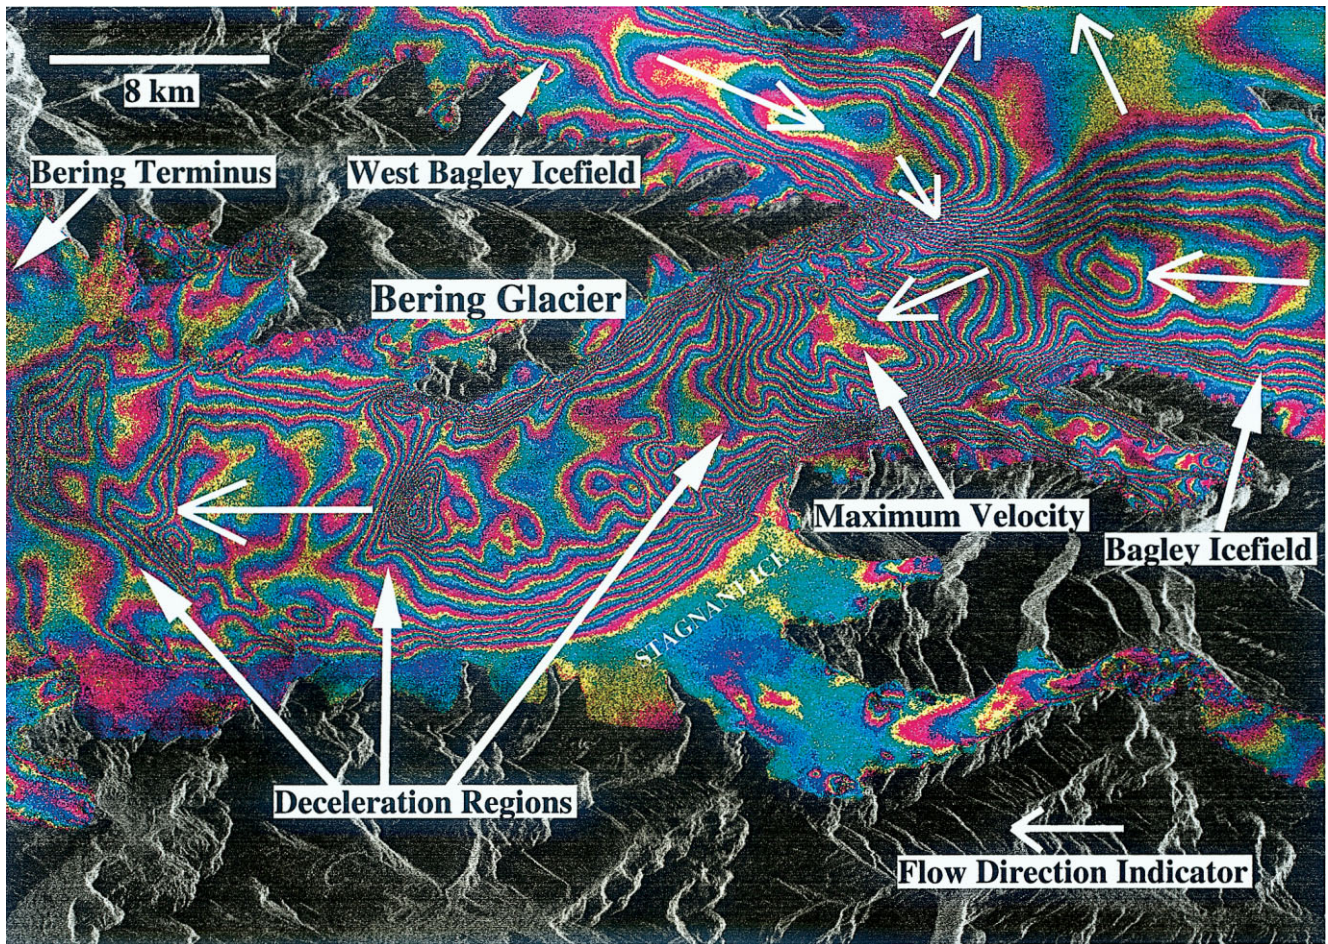 8 km
Bering Terminus
West Bagley Icefield
Bering Glacier
Maximum Velocity
Bagley Icefield
STAGNANT ICE
Deceleration Regions
Flow Direction Indicator